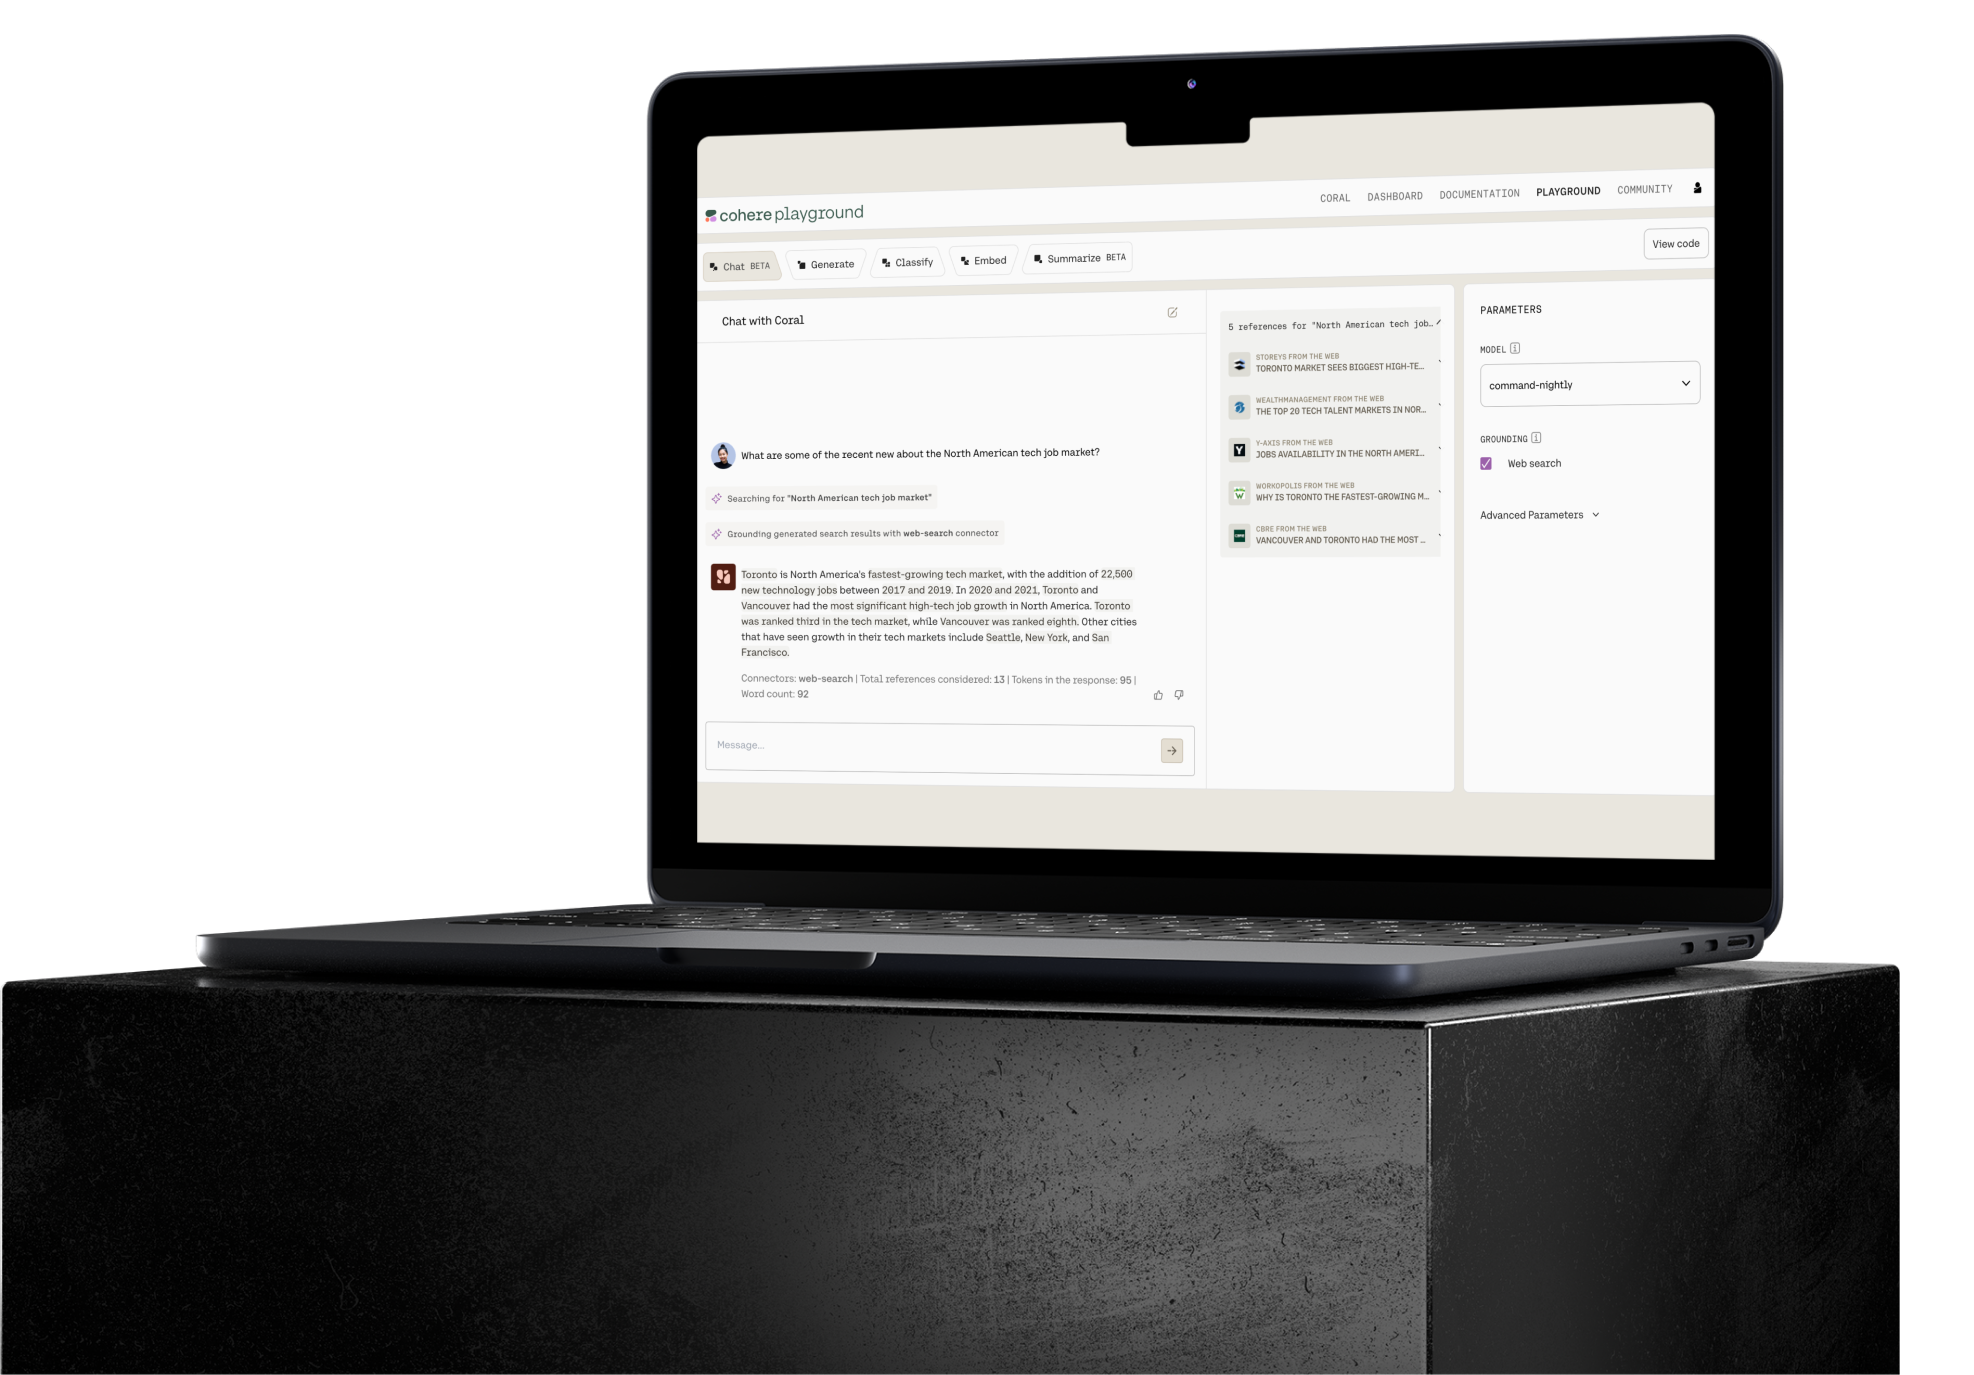 CORAL DASHBOARD DOCUMENTATION PLAYGROUND COMMUNITY
cohere playground
View code
Chat BETA Generate Classify Embed Summarize BETA
Chat with Coral
What are some of the recent new about the North American tech job market?
Searching for "North American tech job market"
Grounding generated search results with web-search connector
Toronto is North America's fastest-growing tech market, with the addition of 22,500
new technology jobs between 2017 and 2019. In 2020 and 2021, Toronto and
Vancouver had the most significant high-tech job growth in North America. Toronto
was ranked third in the tech market, while Vancouver was ranked eighth. Other cities
that have seen growth in their tech markets include Seattle, New York, and San
Francisco.
Connectors: web-search | Total references considered: 13 | Tokens in the response: 95 |
Word count: 92
Message...
5 references for "North American tech job...
STOREYS FROM THE WEB
TORONTO MARKET SEES BIGGEST HIGH-TE...
WEALTHMANAGEMENT FROM THE WEB
THE TOP 20 TECH TALENT MARKETS IN NOR...
Y-AXIS FROM THE WEB
Y
JOBS AVAILABILITY IN THE NORTH AMERI...
WORKOPOLIS FROM THE WEB
W
WHY IS TORONTO THE FASTEST-GROWING M...
CBRE FROM THE WEB
CBRE
VANCOUVER AND TORONTO HAD THE MOST ...
PARAMETERS
MODEL i
command-nightly
GROUNDING i
Web search
Advanced Parameters